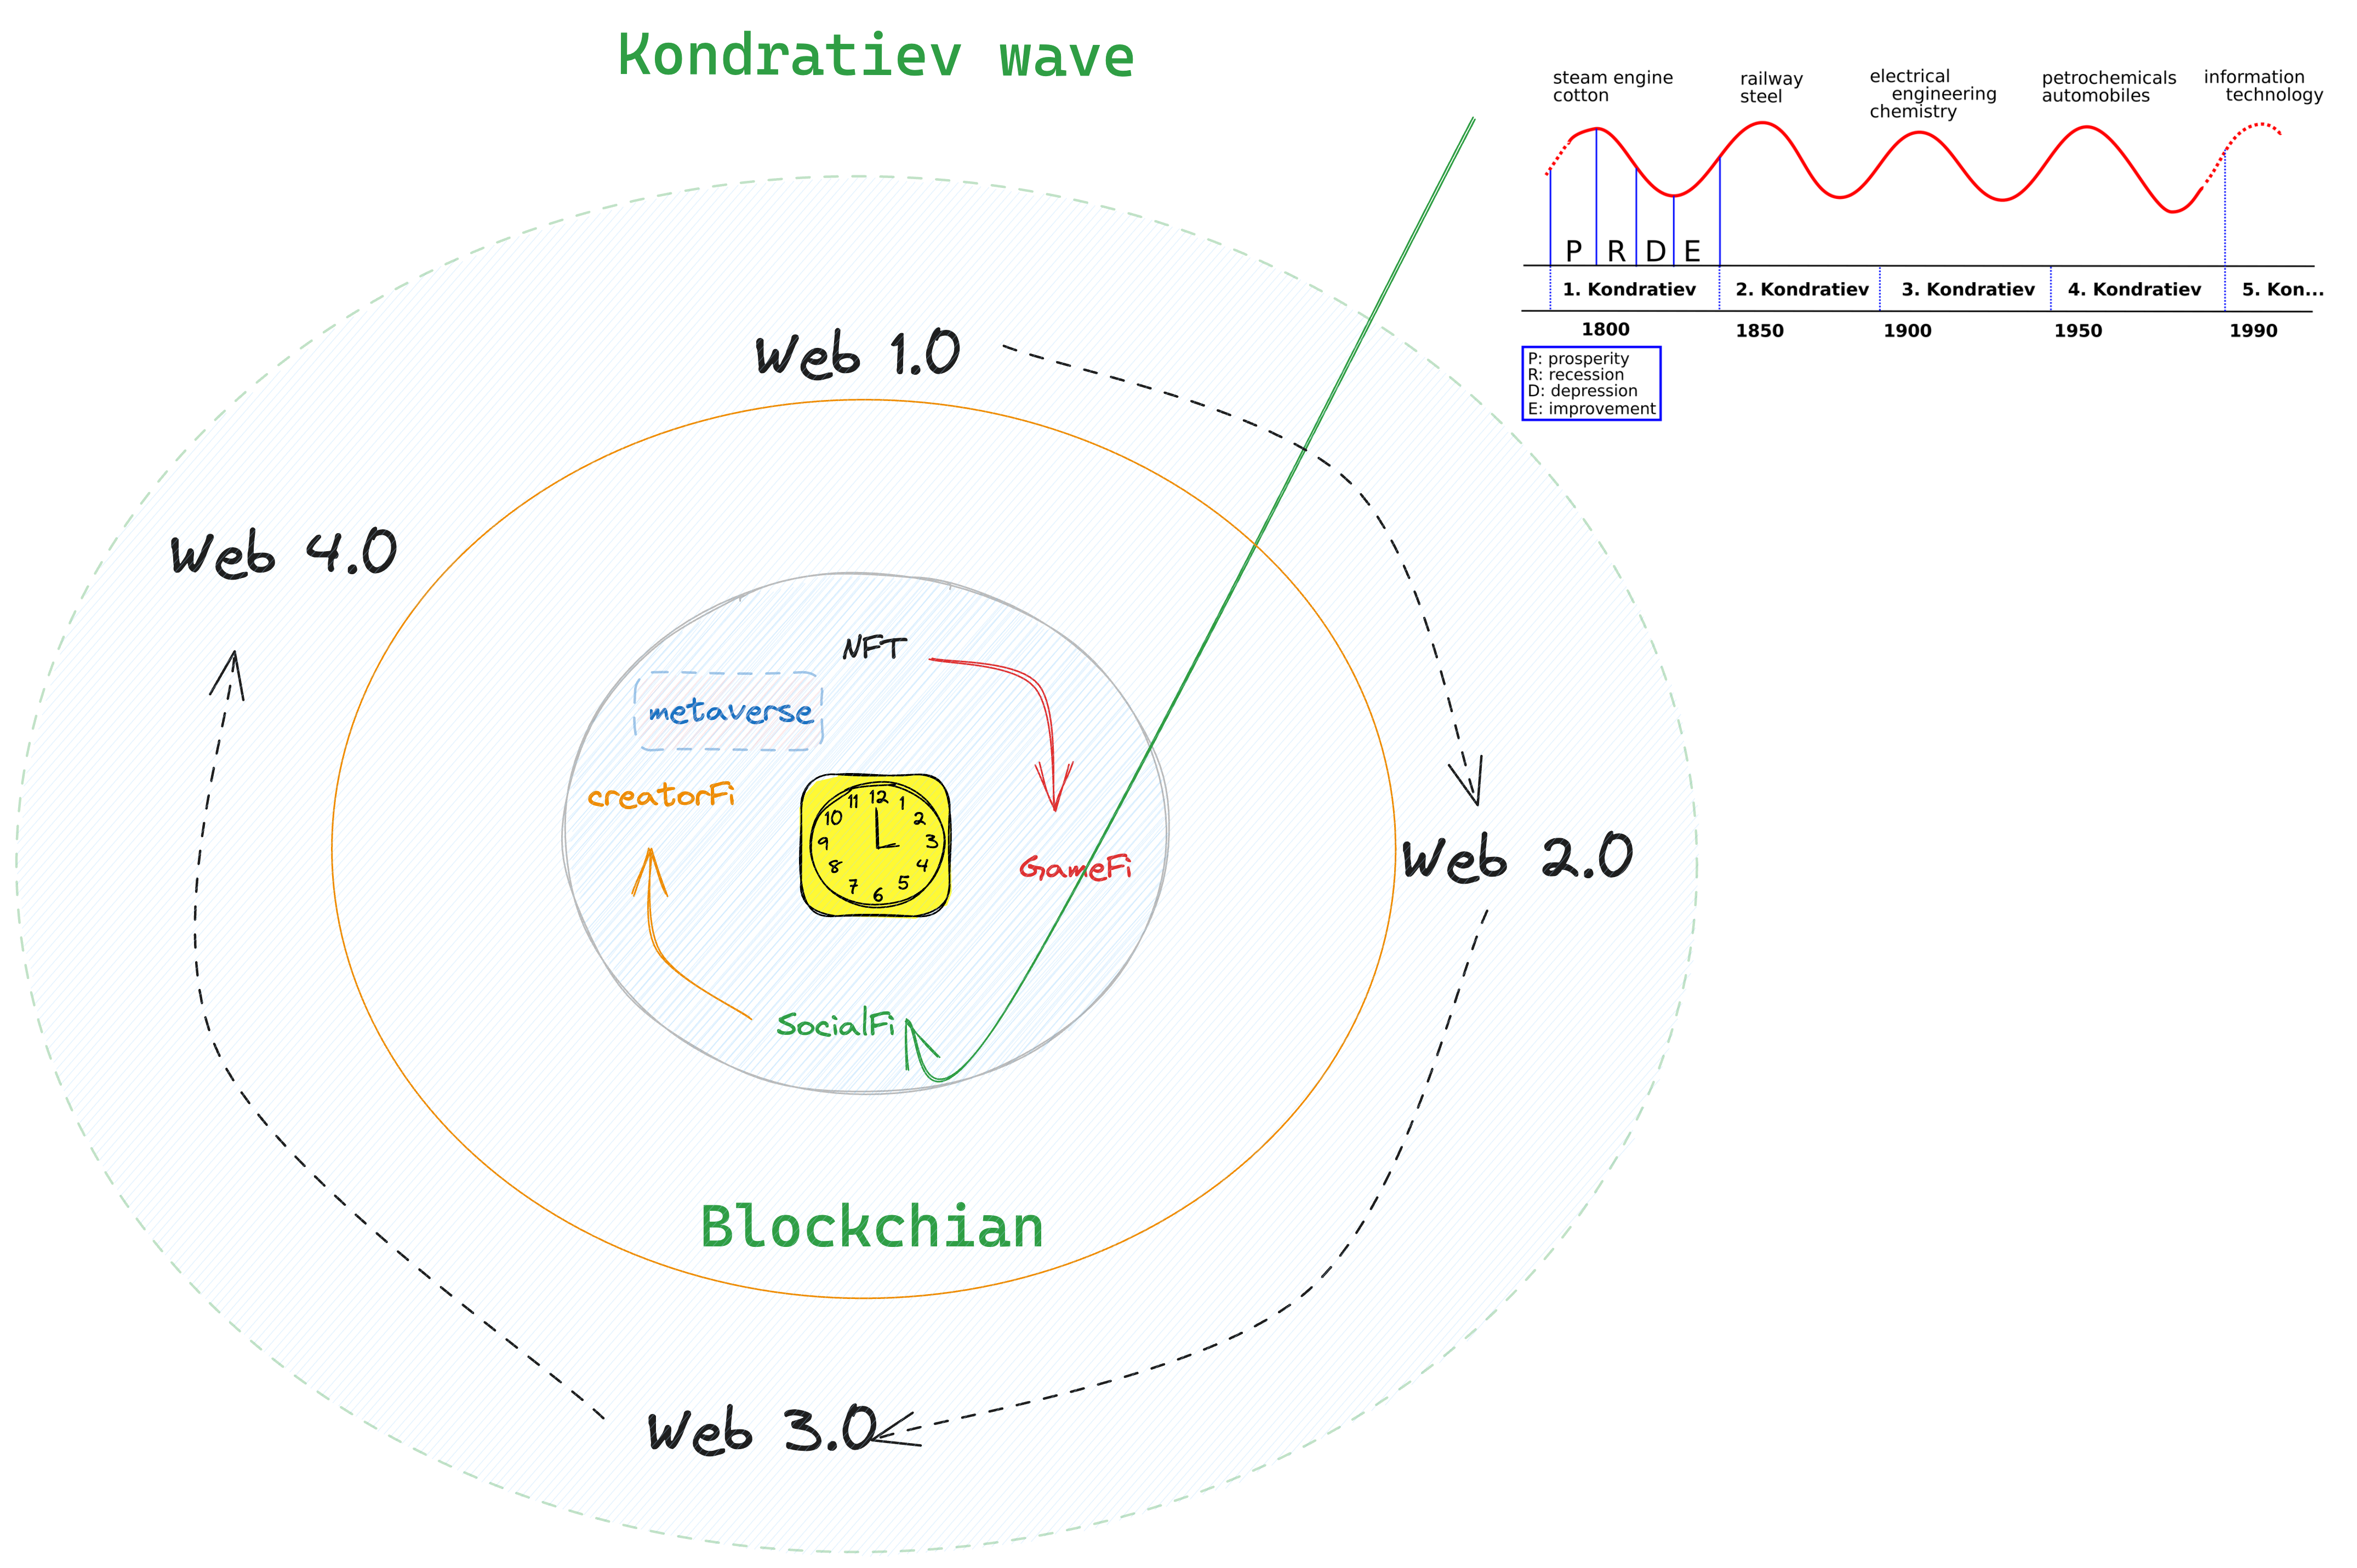 Kondratiev wave
steam engine
cotton
railway
steel
electrical
engineering
chemistry
petrochemicals
automobiles
information
technology
P R D E
1. Kondratiev 2. Kondratiev 3. Kondratiev 4. Kondratiev 5. Kon...
1800 1850 1900 1950 1990
P: prosperity
R: recession
D: depression
E: improvement
Web 1.0
Web 4.0
NFT
metaverse
creatorFi
12
11 1
10 2
9 3
8 4
7 5
6
GameFi
Web 2.0
SocialFi
Blockchian
Web 3.0